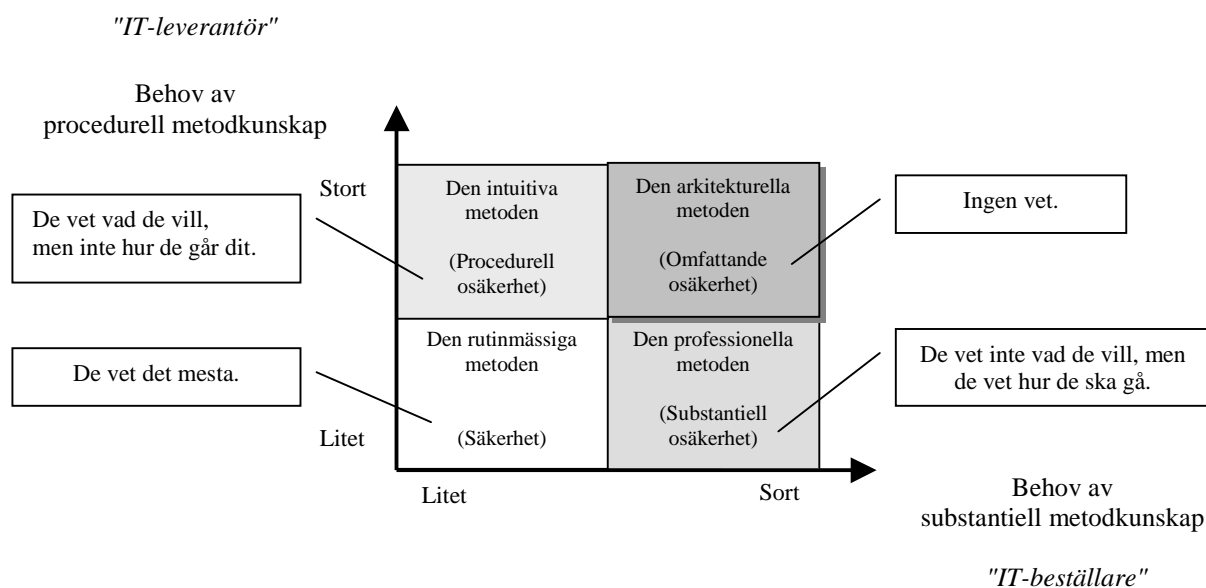 "IT-leverantör"
Behov av
procedurell metodkunskap
Stort
Den intuitiva
metoden
(Procedurell
osäkerhet)
Den arkitekturella
metoden
(Omfattande
osäkerhet)
De vet vad de vill,
men inte hur de går dit.
Ingen vet.
Den rutinmässiga
metoden
(Säkerhet)
Den professionella
metoden
(Substantiell
osäkerhet)
De vet det mesta.
De vet inte vad de vill, men
de vet hur de ska gå.
Litet
Litet
Sort
Behov av
substantiell metodkunskap
"IT-beställare"